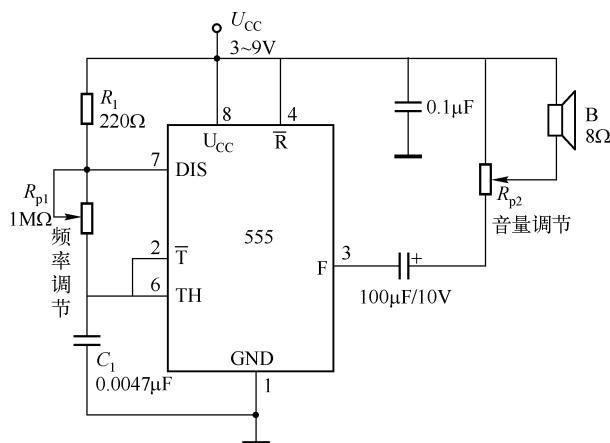 U_CC
3~9V
R_1
220Ω
8
4
U_CC
R̅
0.1μF
B
8Ω
7
DIS
R_p1
1MΩ
频率调节
2
T̅
555
6
TH
F
3
R_p2
音量调节
+
100μF/10V
C_1
0.0047μF
GND
1